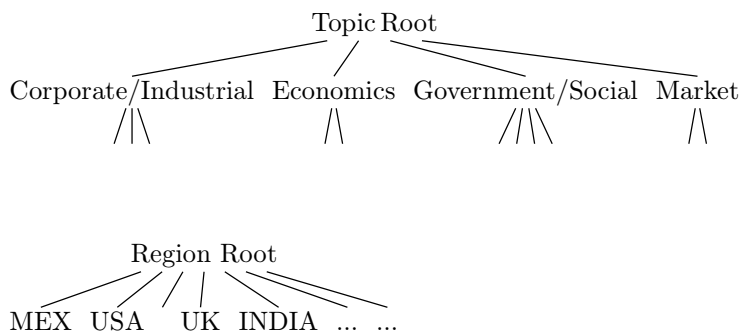 Topic Root
Corporate/Industrial Economics Government/Social Market
Region Root
MEX USA UK INDIA ... ...